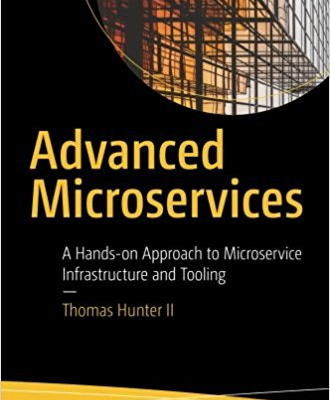 Advanced
Microservices
A Hands-on Approach to Microservice
Infrastructure and Tooling
—
Thomas Hunter II